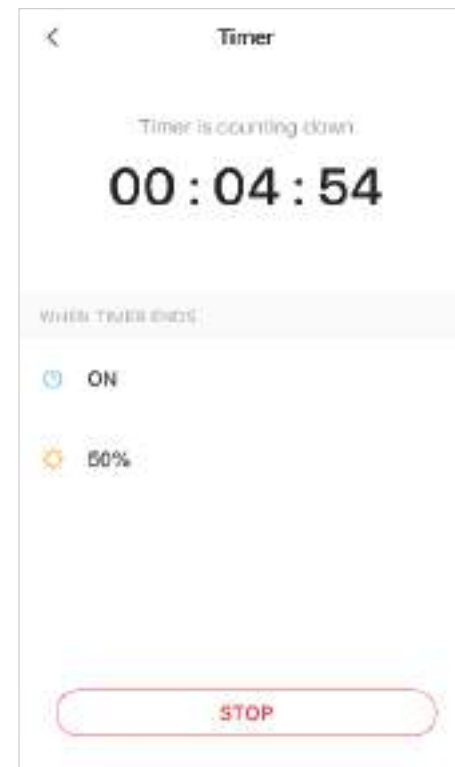 Timer
Timer is counting down
00 : 04 : 54
WHEN TIMER ENDS
ON
50%
STOP